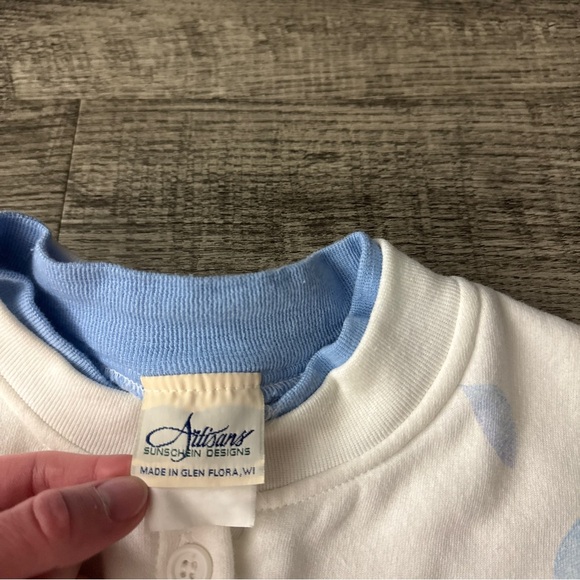 Artisans
SUNSCHEIN DESIGNS
MADE IN GLEN FLORA, WI